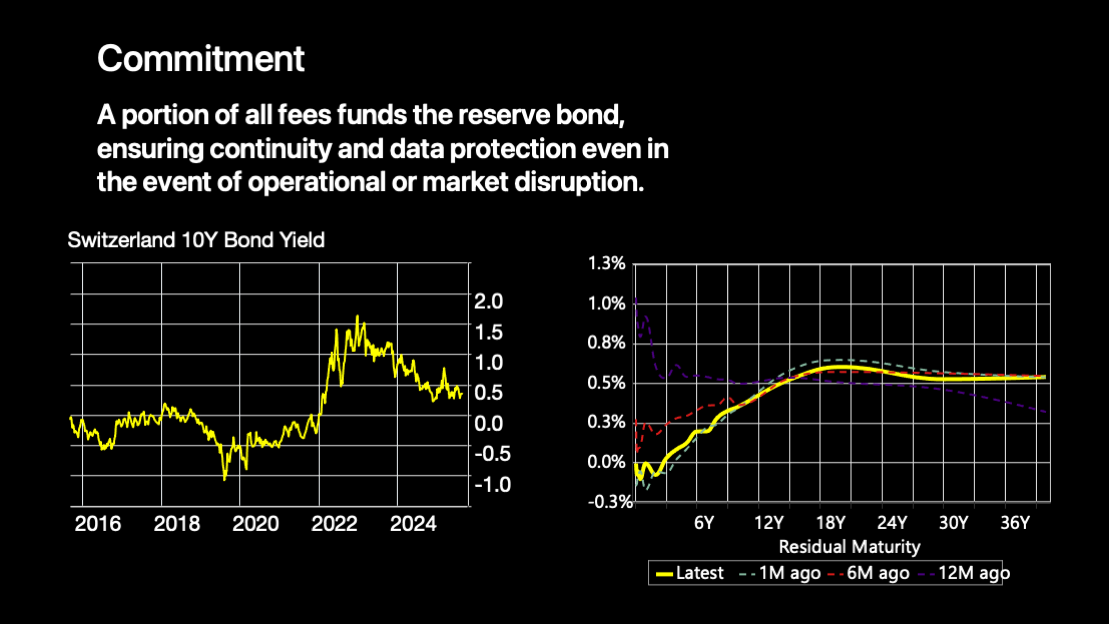 Commitment
A portion of all fees funds the reserve bond,
ensuring continuity and data protection even in
the event of operational or market disruption.
Switzerland 10Y Bond Yield
2.0
1.5
1.0
0.5
0.0
-0.5
-1.0
2016 2018 2020 2022 2024
1.3%
1.0%
0.8%
0.5%
0.3%
0.0%
-0.3%
6Y 12Y 18Y 24Y 30Y 36Y
Residual Maturity
Latest 1M ago 6M ago 12M ago